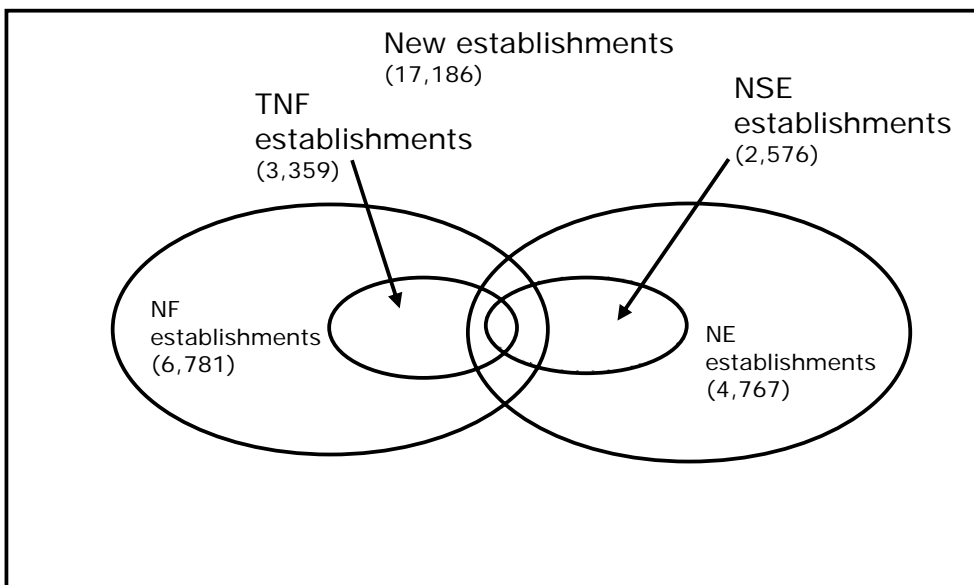 New establishments
(17,186)
TNF
establishments
(3,359)
NSE
establishments
(2,576)
NF
establishments
(6,781)
NE
establishments
(4,767)